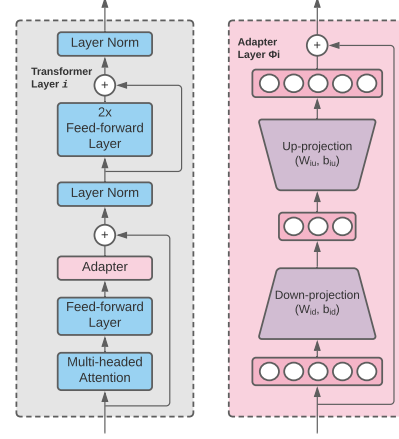 Layer Norm
Transformer
Layer i
+
2x
Feed-forward
Layer
Layer Norm
+
Adapter
Feed-forward
Layer
Multi-headed
Attention
Adapter
Layer Φi
+
Up-projection
(Wiu, biu)
Down-projection
(Wid, bid)